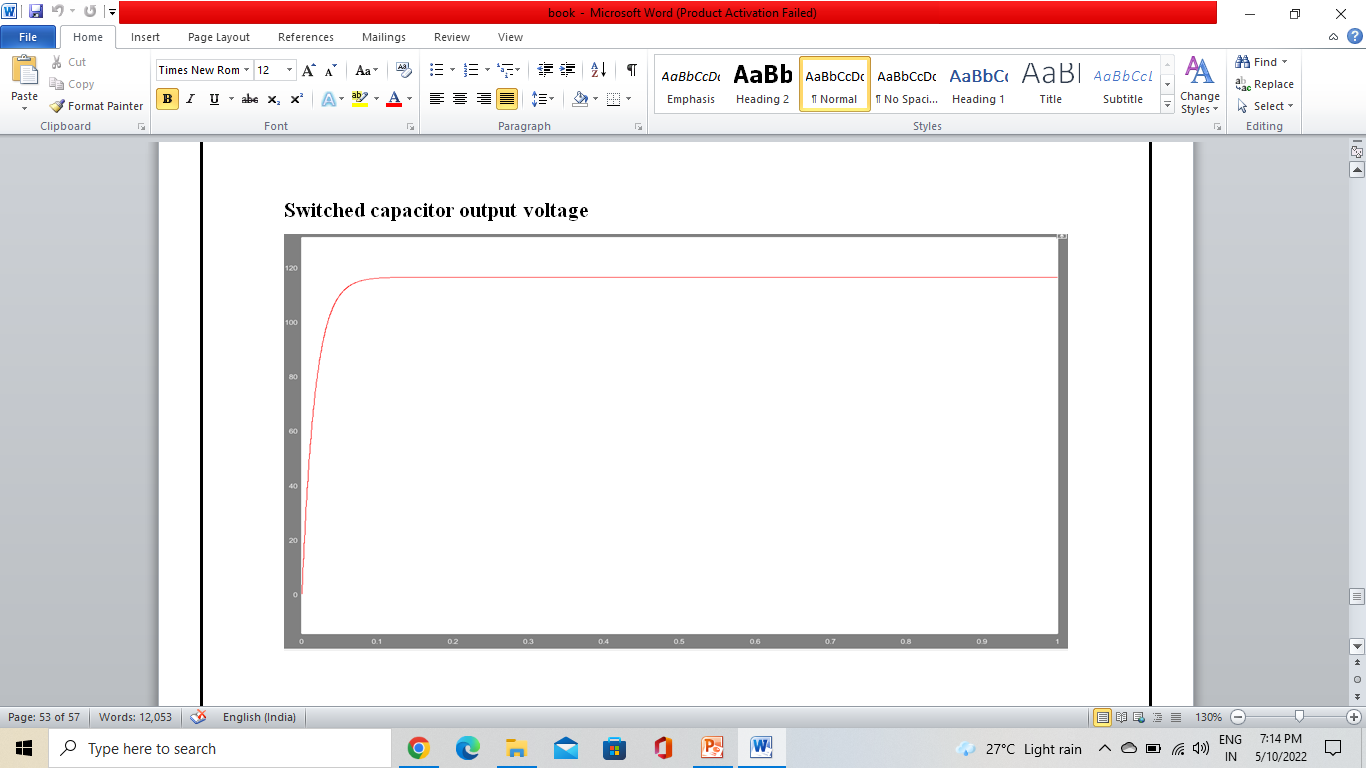 book - Microsoft Word (Product Activation Failed)
File Home Insert Page Layout References Mailings Review View
Paste
Cut
Copy
Format Painter
Clipboard
Times New Rom 12
Font
Paragraph
AaBbCcDc AaBb AaBbCcDc AaBbCcDc AaBbC AaB AaBbCcL
Emphasis Heading 2 ¶ Normal ¶ No Spaci... Heading 1 Title Subtitle
Change Styles
Styles
Find
Replace
Select
Editing
Switched capacitor output voltage
120
100
80
60
40
20
0
0 0.1 0.2 0.3 0.4 0.5 0.6 0.7 0.8 0.9 1
Page: 53 of 57 Words: 12,053 English (India) 130%
Type here to search
27°C Light rain
ENG
IN
7:14 PM
5/10/2022